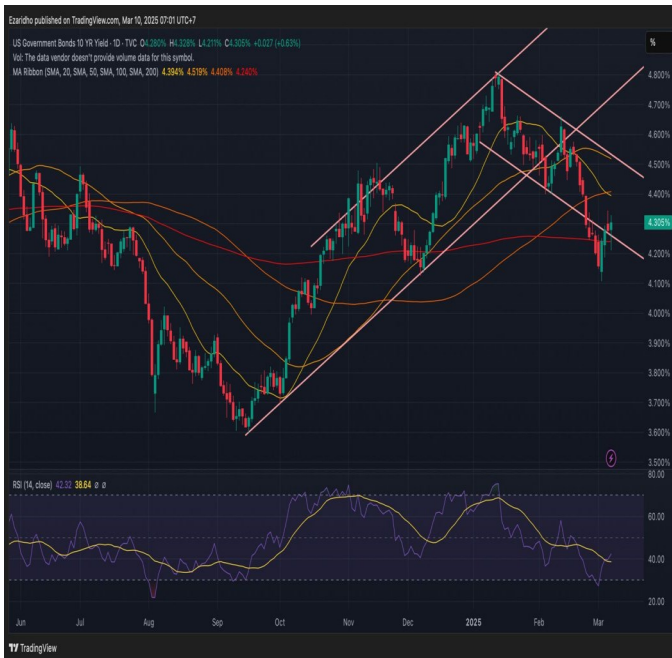 Ezaridho published on TradingView.com, Mar 10, 2025 07:01 UTC+7
US Government Bonds 10 YR Yield · 1D · TVC O4.280% H4.328% L4.211% C4.305% +0.027 (+0.63%)
%
Vol: The data vendor doesn't provide volume data for this symbol.
MA Ribbon (SMA, 20, SMA, 50, SMA, 100, SMA, 200) 4.394% 4.519% 4.408% 4.240%
4.800%
4.700%
4.600%
4.500%
4.400%
4.305%
4.200%
4.100%
4.000%
3.900%
3.800%
3.700%
3.600%
3.500%
RSI (14, close) 42.32 38.64 ø ø
80.00
60.00
40.00
20.00
Jun Jul Aug Sep Oct Nov Dec 2025 Feb Mar
TradingView